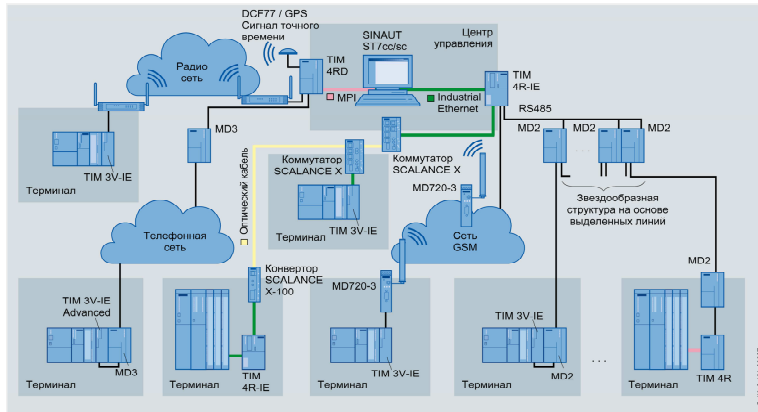 DCF77 / GPS
Сигнал точного
времени
SINAUT
ST7cc/sc
Центр
управления
Радио
сеть
TIM
4RD
TIM
4R-IE
MPI
Industrial
Ethernet
RS485
MD3
MD2
MD2
MD2
TIM 3V-IE
Терминал
Коммутатор
SCALANCE X
Коммутатор
SCALANCE X
Оптический кабель
MD720-3
Звездообразная
структура на основе
выделенных линии
TIM 3V-IE
Терминал
Телефонная
сеть
Сеть
GSM
Конвертор
SCALANCE
X-100
MD720-3
MD2
TIM 3V-IE
Advanced
MD3
Терминал
TIM
4R-IE
Терминал
TIM 3V-IE
Терминал
TIM 3V-IE
MD2
Терминал
. . .
TIM 4R
Терминал